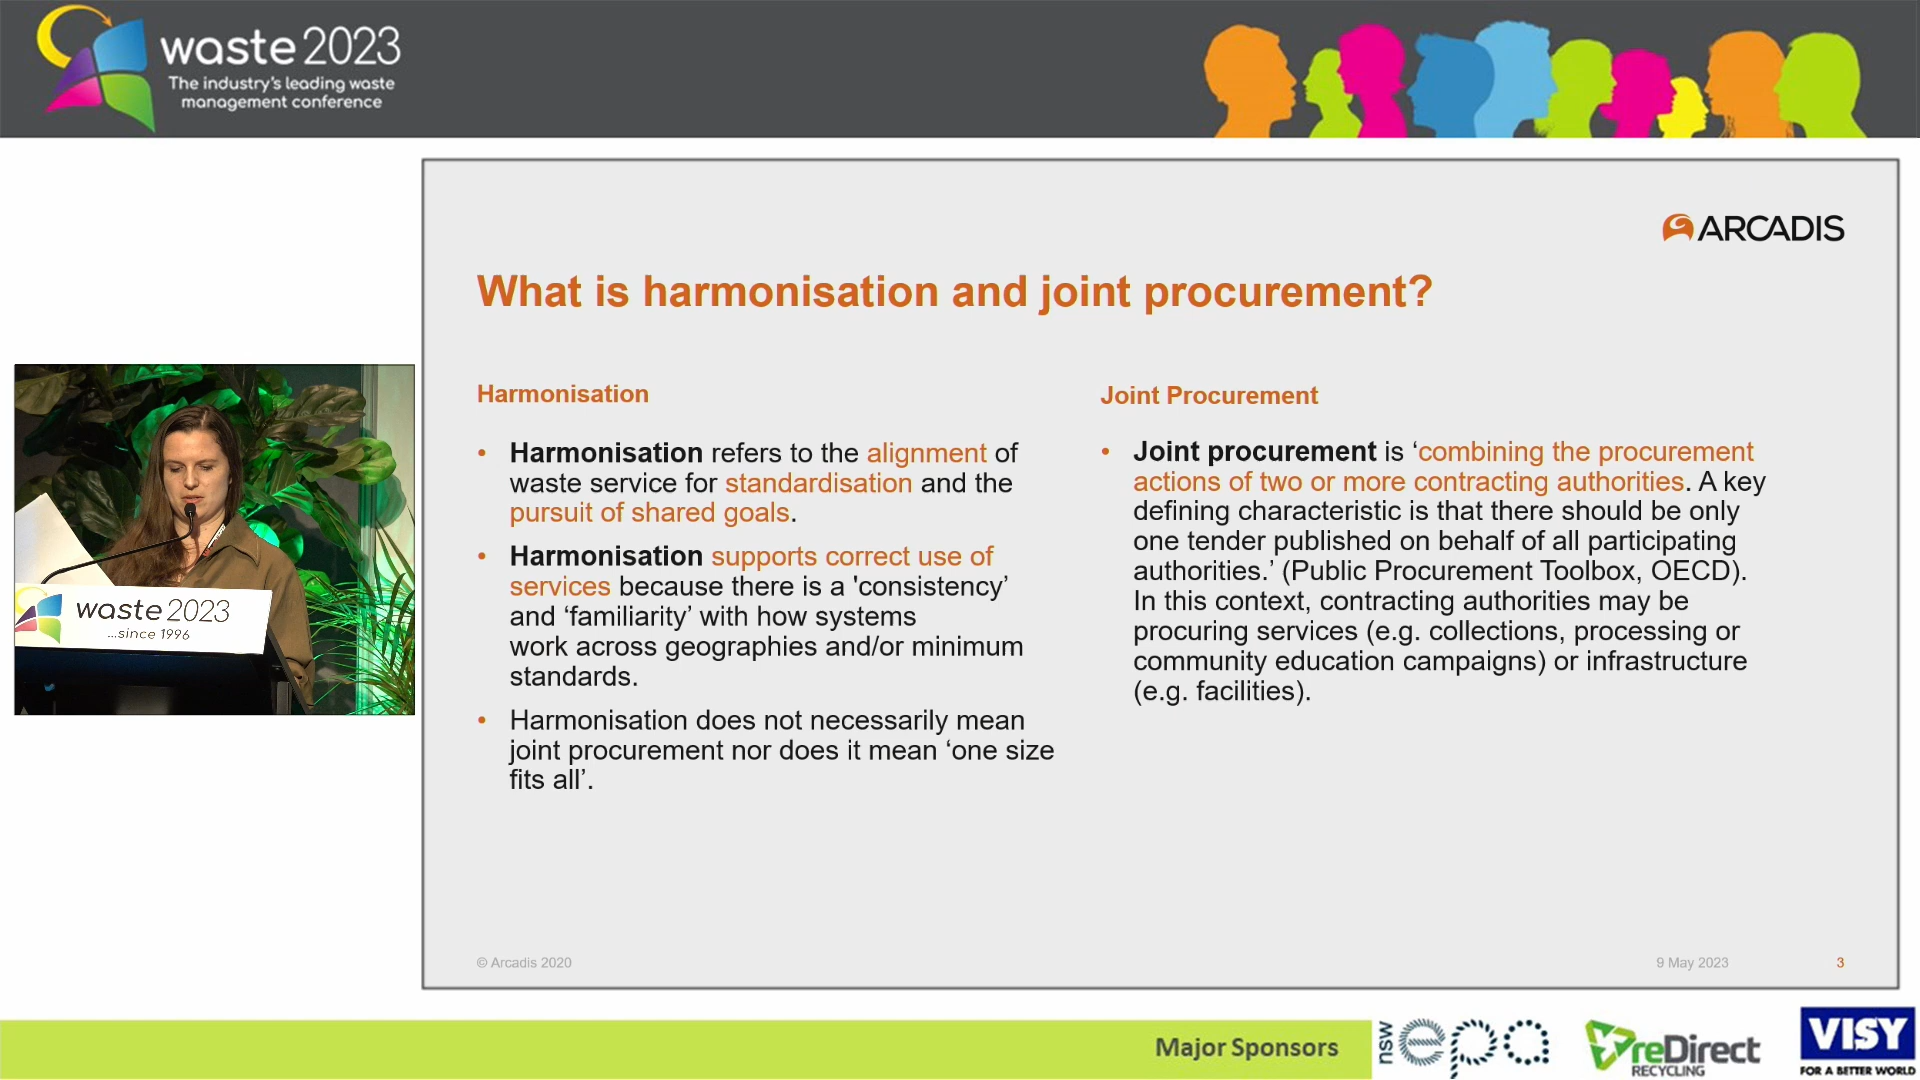 waste 2023
The industry's leading waste
management conference
ARCADIS
What is harmonisation and joint procurement?
Harmonisation
• Harmonisation refers to the alignment of
waste service for standardisation and the
pursuit of shared goals.
• Harmonisation supports correct use of
services because there is a 'consistency’
and ‘familiarity’ with how systems
work across geographies and/or minimum
standards.
• Harmonisation does not necessarily mean
joint procurement nor does it mean ‘one size
fits all’.
Joint Procurement
• Joint procurement is ‘combining the procurement
actions of two or more contracting authorities. A key
defining characteristic is that there should be only
one tender published on behalf of all participating
authorities.’ (Public Procurement Toolbox, OECD).
In this context, contracting authorities may be
procuring services (e.g. collections, processing or
community education campaigns) or infrastructure
(e.g. facilities).
waste 2023
...since 1996
© Arcadis 2020
9 May 2023
3
Major Sponsors
nsw epa
reDirect
RECYCLING
VISY
FOR A BETTER WORLD